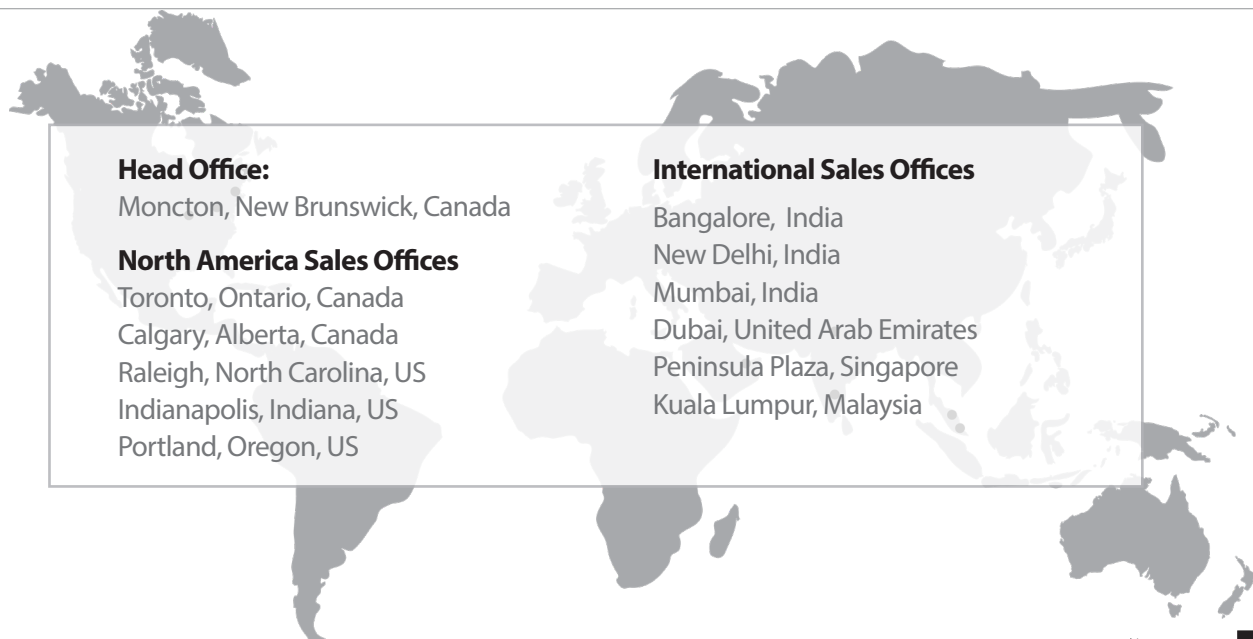 Head Office:
Moncton, New Brunswick, Canada
North America Sales Offices
Toronto, Ontario, Canada
Calgary, Alberta, Canada
Raleigh, North Carolina, US
Indianapolis, Indiana, US
Portland, Oregon, US
International Sales Offices
Bangalore, India
New Delhi, India
Mumbai, India
Dubai, United Arab Emirates
Peninsula Plaza, Singapore
Kuala Lumpur, Malaysia